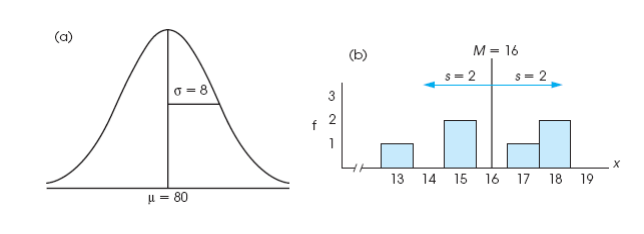 (a)
σ = 8
μ = 80
(b)
M = 16
s = 2
s = 2
f
3
2
1
13 14 15 16 17 18 19
x